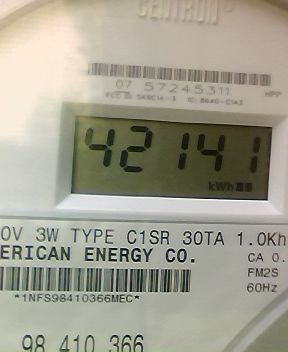 CENTRON
07 57245311
HPP
42141
kWh
0V 3W TYPE C1SR 30TA 1.0Kh
ERICAN ENERGY CO.
CA 0.
FM2S
*1NFS98410366MEC*
60Hz
98 410 366